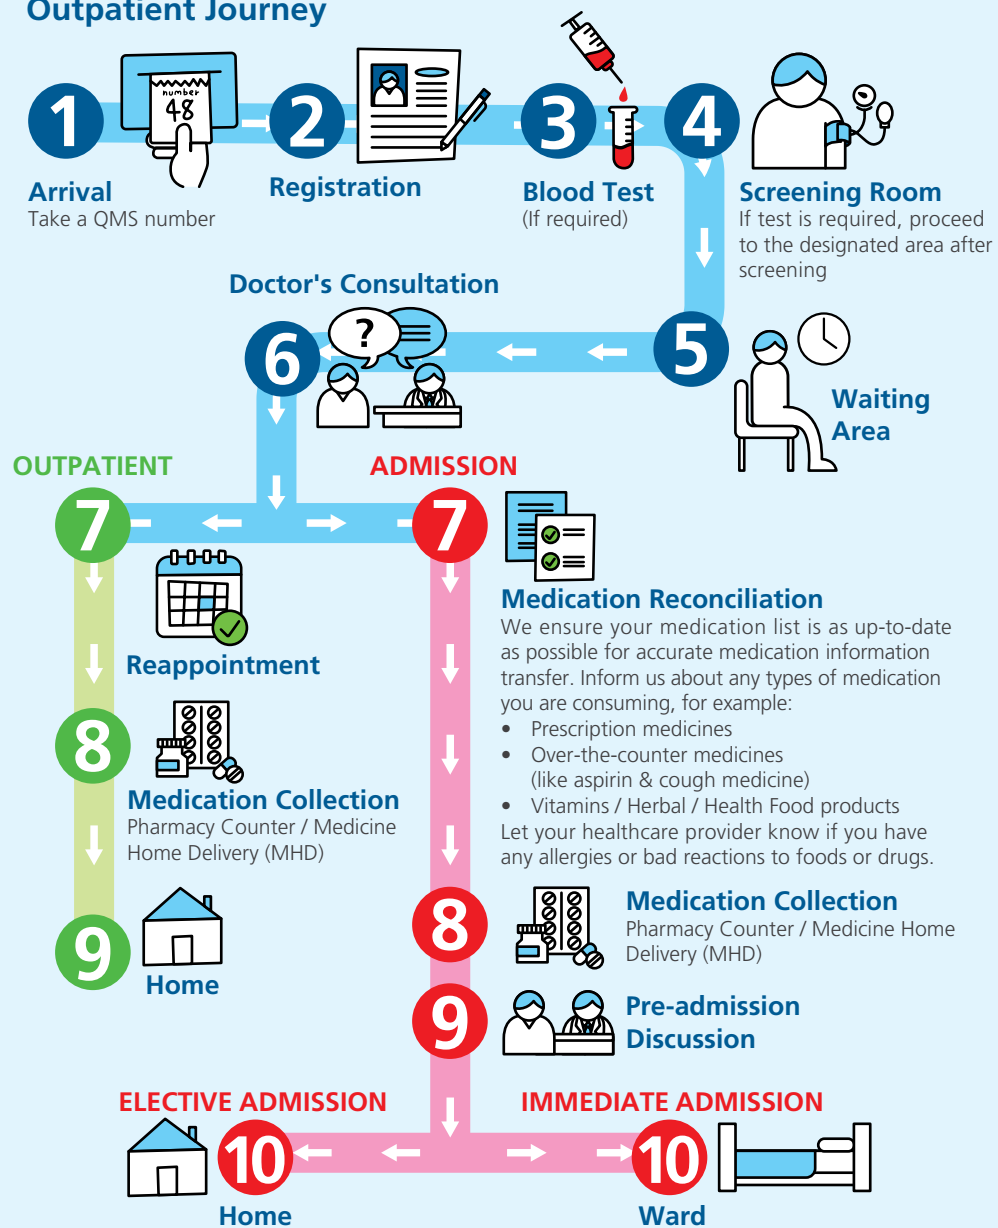 Outpatient Journey
1
number
48
2
3
4
Arrival
Take a QMS number
Registration
Blood Test
(If required)
Screening Room
If test is required, proceed
to the designated area after
screening
Doctor's Consultation
6
?
5
Waiting
Area
OUTPATIENT
ADMISSION
7
7
Reappointment
8
Medication Collection
Pharmacy Counter / Medicine
Home Delivery (MHD)
9
Home
Medication Reconciliation
We ensure your medication list is as up-to-date
as possible for accurate medication information
transfer. Inform us about any types of medication
you are consuming, for example:
• Prescription medicines
• Over-the-counter medicines
(like aspirin & cough medicine)
• Vitamins / Herbal / Health Food products
Let your healthcare provider know if you have
any allergies or bad reactions to foods or drugs.
8
Medication Collection
Pharmacy Counter / Medicine Home
Delivery (MHD)
9
Pre-admission
Discussion
ELECTIVE ADMISSION
IMMEDIATE ADMISSION
10
10
Home
Ward